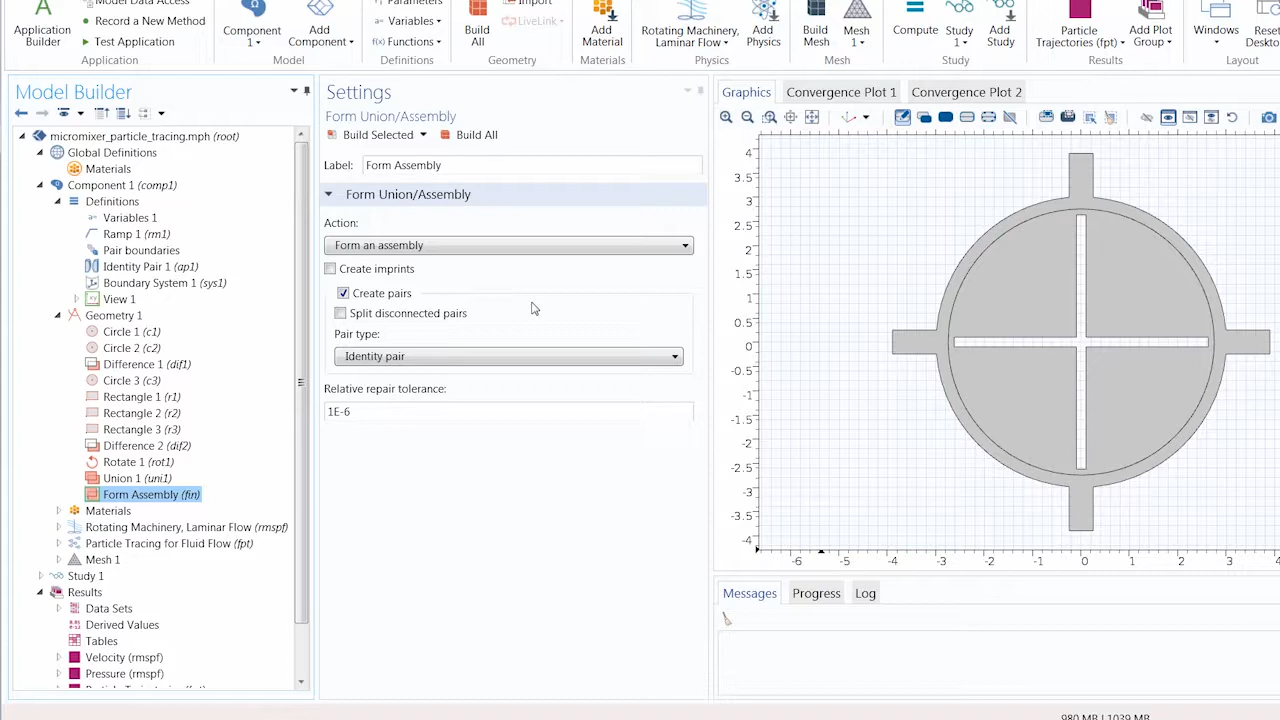 Model Data Access
Record a New Method
Test Application
Application Builder
Application
Component 1
Add Component
Model
Parameters
Variables
f(x) Functions
Definitions
Build All
Import
LiveLink
Geometry
Add Material
Materials
Rotating Machinery, Laminar Flow
Add Physics
Physics
Build Mesh
Mesh 1
Mesh
Compute
Study 1
Add Study
Study
Particle Trajectories (fpt)
Add Plot Group
Results
Windows
Reset Desktop
Layout
Model Builder
micromixer_particle_tracing.mph (root)
Global Definitions
Materials
Component 1 (comp1)
Definitions
Variables 1
Ramp 1 (rm1)
Pair boundaries
Identity Pair 1 (ap1)
Boundary System 1 (sys1)
View 1
Geometry 1
Circle 1 (c1)
Circle 2 (c2)
Difference 1 (dif1)
Circle 3 (c3)
Rectangle 1 (r1)
Rectangle 2 (r2)
Rectangle 3 (r3)
Difference 2 (dif2)
Rotate 1 (rot1)
Union 1 (uni1)
Form Assembly (fin)
Materials
Rotating Machinery, Laminar Flow (rmspf)
Particle Tracing for Fluid Flow (fpt)
Mesh 1
Study 1
Results
Data Sets
Derived Values
Tables
Velocity (rmspf)
Pressure (rmspf)
Settings
Form Union/Assembly
Build Selected
Build All
Label: Form Assembly
Form Union/Assembly
Action:
Form an assembly
Create imprints
Create pairs
Split disconnected pairs
Pair type:
Identity pair
Relative repair tolerance:
1E-6
Graphics
Convergence Plot 1
Convergence Plot 2
4
3.5
3
2.5
2
1.5
1
0.5
0
-0.5
-1
-1.5
-2
-2.5
-3
-3.5
-4
-6 -5 -4 -3 -2 -1 0 1 2 3 4
Messages
Progress
Log
980 MB | 1039 MB